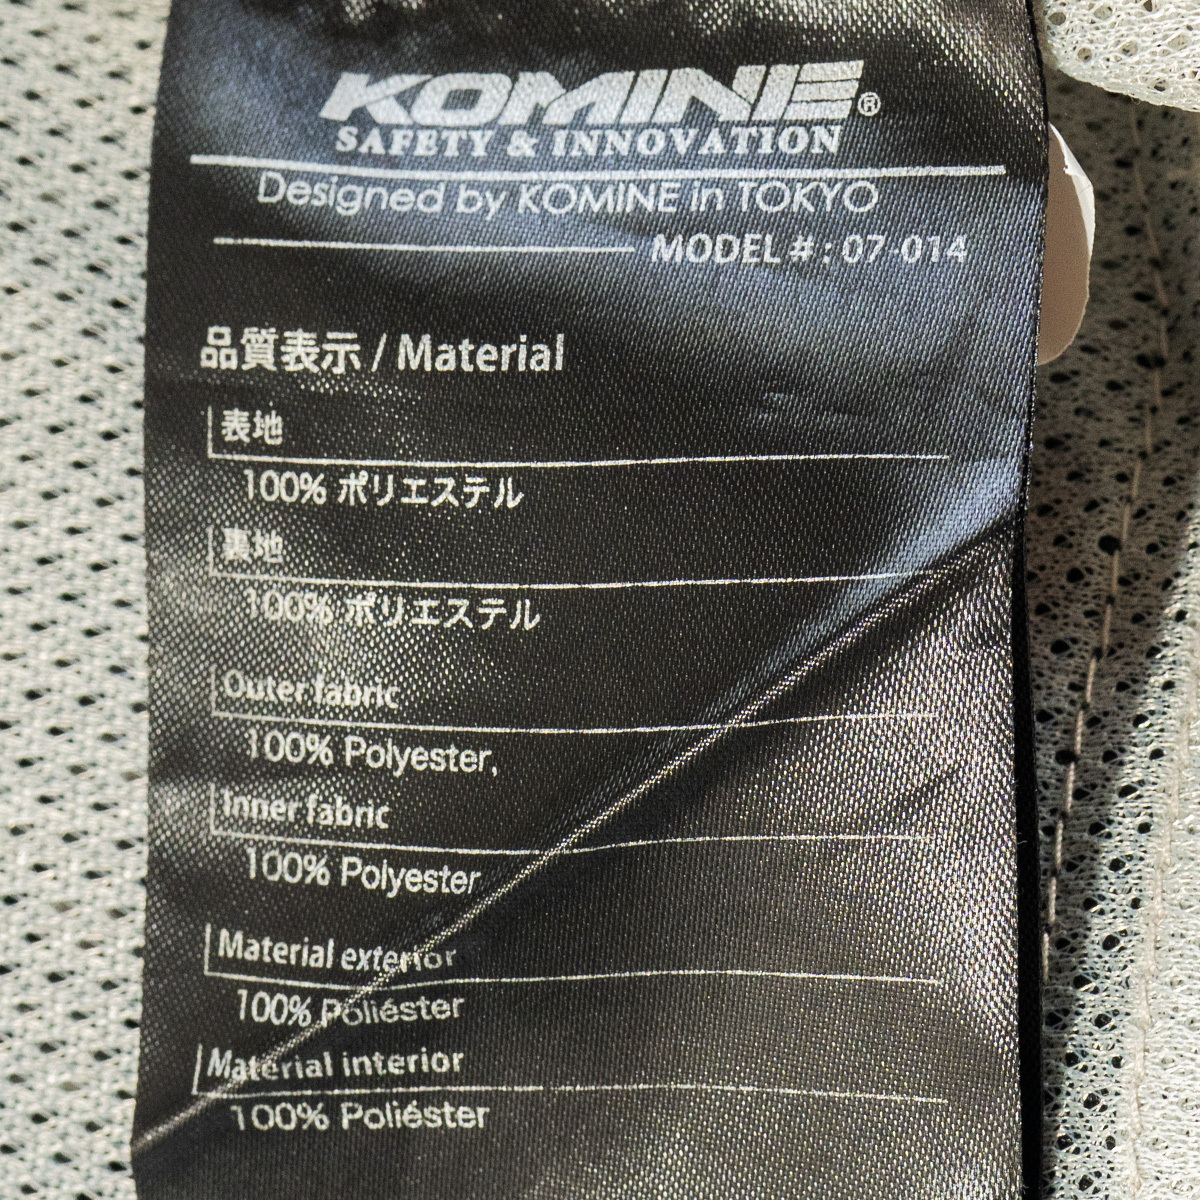 KOMINE®
SAFETY & INNOVATION
Designed by KOMINE in TOKYO
MODEL # : 07-014
品質表示 / Material
表地
100% ポリエステル
裏地
100% ポリエステル
Outer fabric
100% Polyester,
Inner fabric
100% Polyester
Material exterior
100% Poliéster
Material interior
100% Poliéster